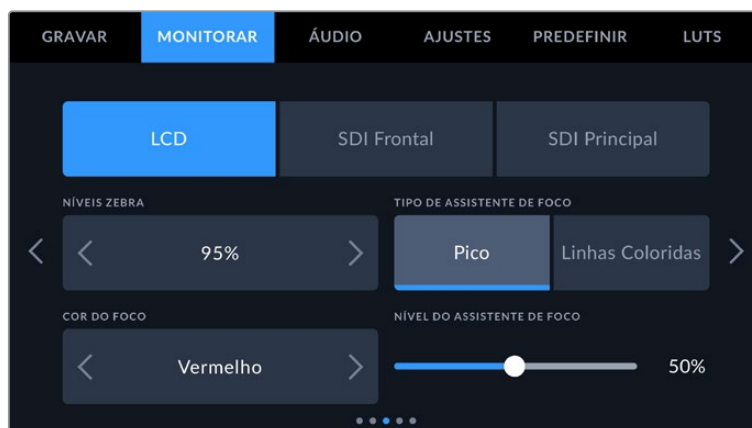 GRAVAR MONITORAR ÁUDIO AJUSTES PREDEFINIR LUTS
LCD SDI Frontal SDI Principal
NÍVEIS ZEBRA TIPO DE ASSISTENTE DE FOCO
95% Pico Linhas Coloridas
COR DO FOCO NÍVEL DO ASSISTENTE DE FOCO
Vermelho 50%